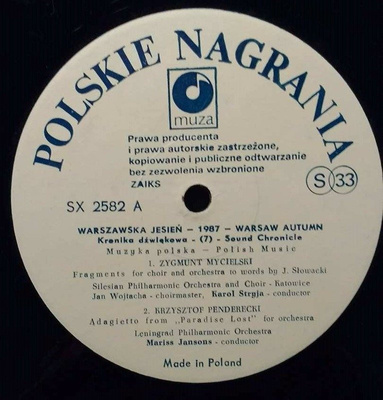 POLSKIE NAGRANIA
muza
Prawa producenta
i prawa autorskie zastrzeżone,
kopiowanie i publiczne odtwarzanie
bez zezwolenia wzbronione
ZAIKS
S 33
SX 2582 A
WARSZAWSKA JESIEŃ — 1987 — WARSAW AUTUMN
Kronika dźwiękowa - (7) - Sound Chronicle
Muzyka polska — Polish Music
1. ZYGMUNT MYCIELSKI
Fragments for choir and orchestra to words by J. Słowacki
Silesian Philharmonic Orchestra and Choir - Katowice
Jan Wojtacha - choirmaster, Karol Stryja - conductor
2. KRZYSZTOF PENDERECKI
Adagietto from „Paradise Lost" for orchestra
Leningrad Philharmonic Orchestra
Mariss Jansons - conductor
Made in Poland